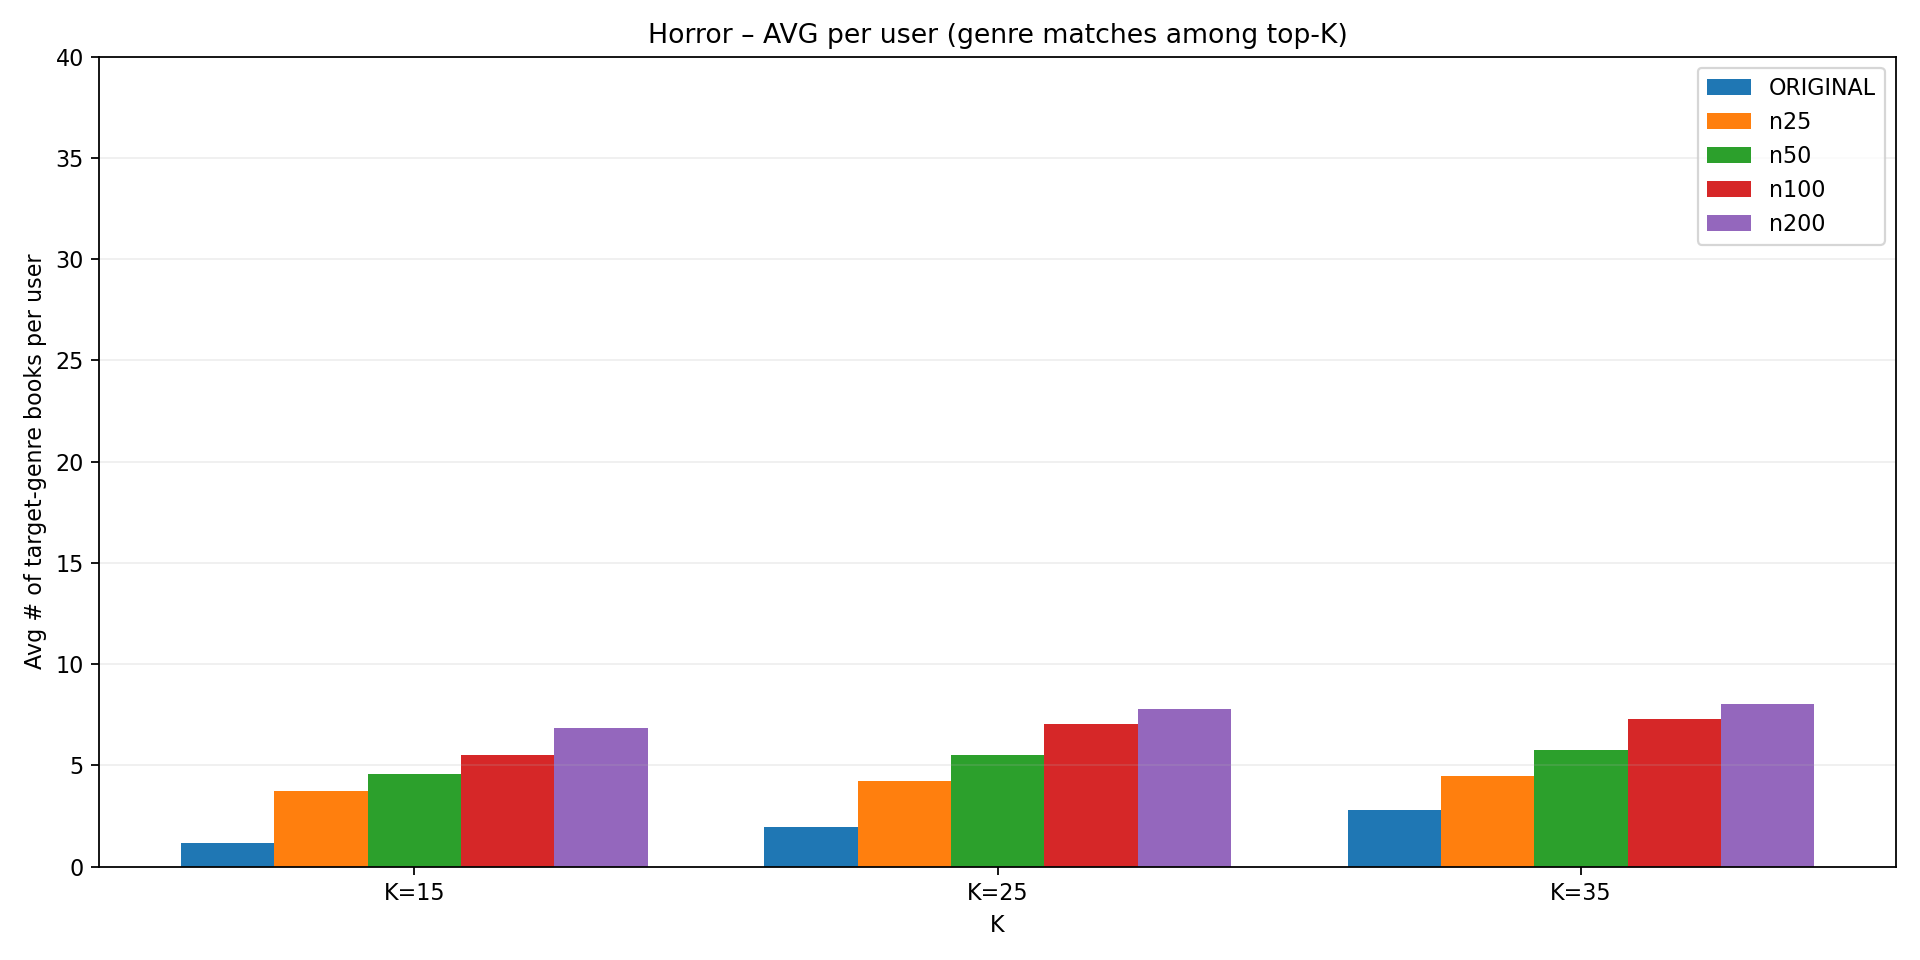 Horror – AVG per user (genre matches among top-K)
ORIGINAL
n25
n50
n100
n200
Avg # of target-genre books per user
40
35
30
25
20
15
10
5
0
K=15
K=25
K=35
K